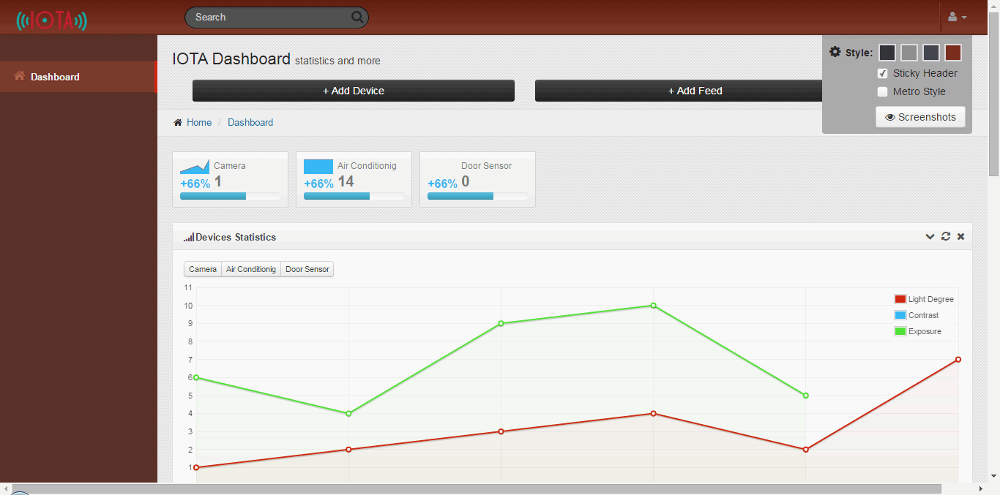 IOTA
Search
Style:
Sticky Header
Metro Style
Screenshots
Dashboard
IOTA Dashboard statistics and more
+ Add Device
+ Add Feed
Home / Dashboard
Camera
+66% 1
Air Conditionig
+66% 14
Door Sensor
+66% 0
Devices Statistics
Camera Air Conditionig Door Sensor
11
10
9
8
7
6
5
4
3
2
1
Light Degree
Contrast
Exposure